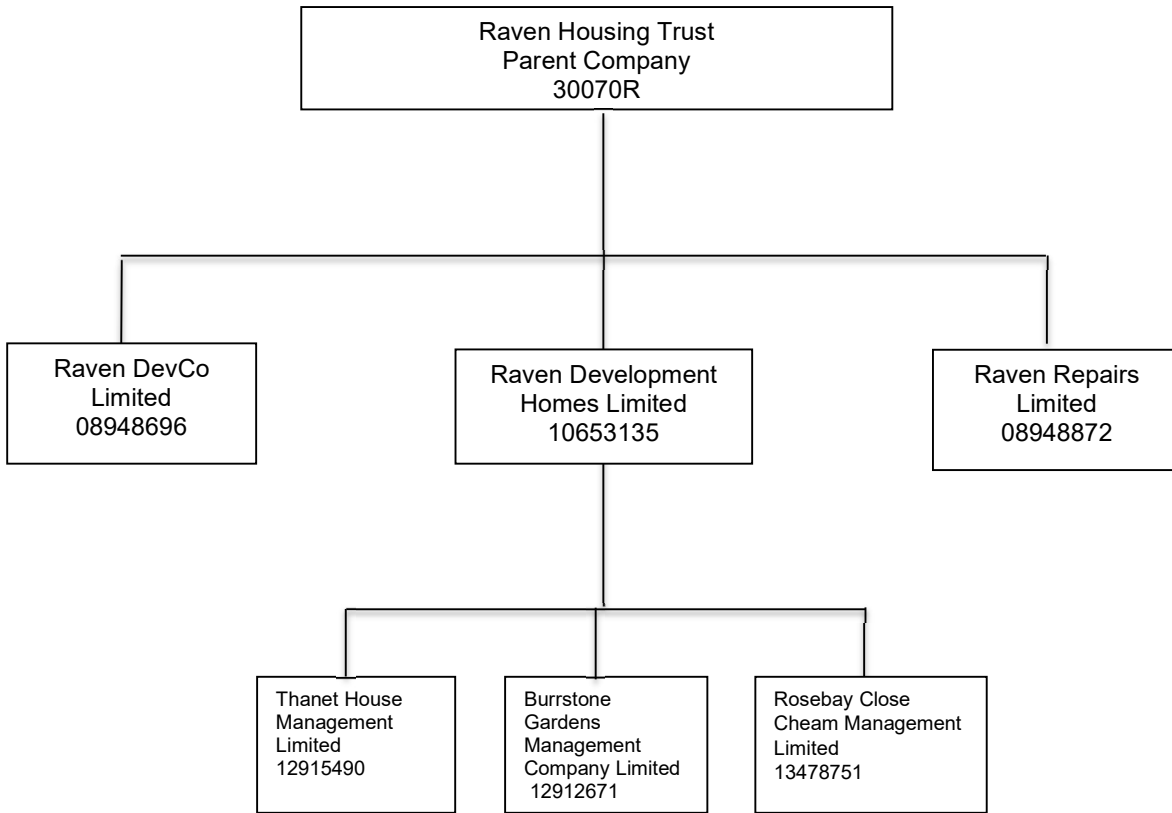 Raven Housing Trust
Parent Company
30070R
Raven DevCo
Limited
08948696
Raven Development
Homes Limited
10653135
Raven Repairs
Limited
08948872
Thanet House
Management
Limited
12915490
Burrstone
Gardens
Management
Company Limited
12912671
Rosebay Close
Cheam Management
Limited
13478751